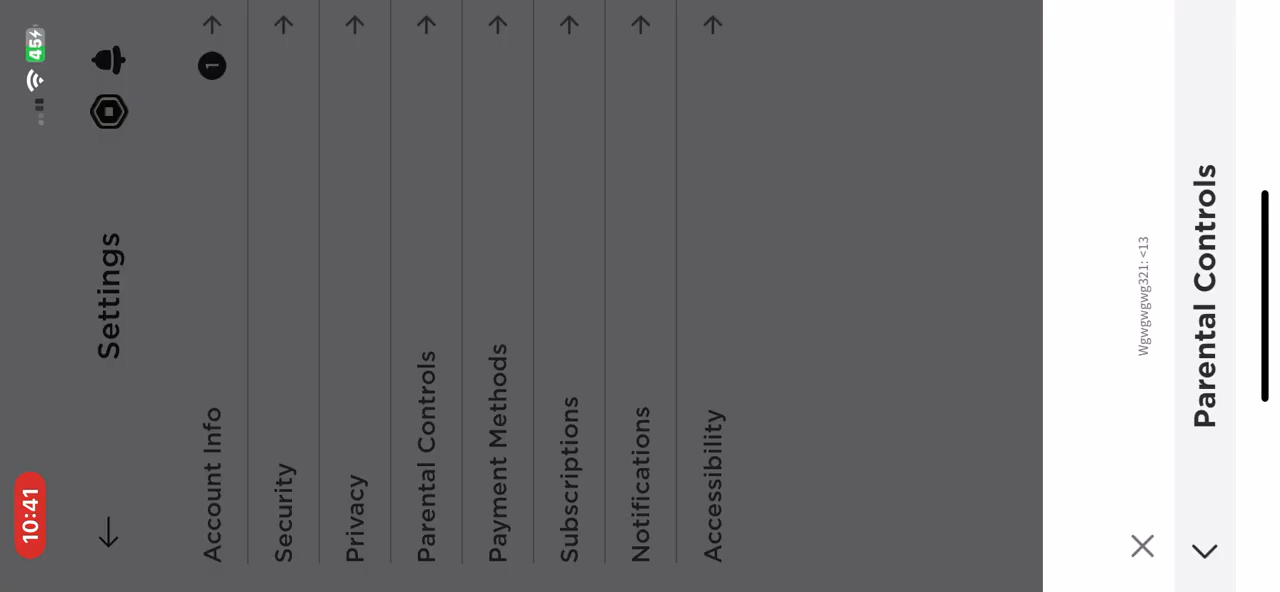 10:41
45
Settings
Account Info
1
Security
Privacy
Parental Controls
Payment Methods
Subscriptions
Notifications
Accessibility
Wgwgwgwg321: <13
Parental Controls